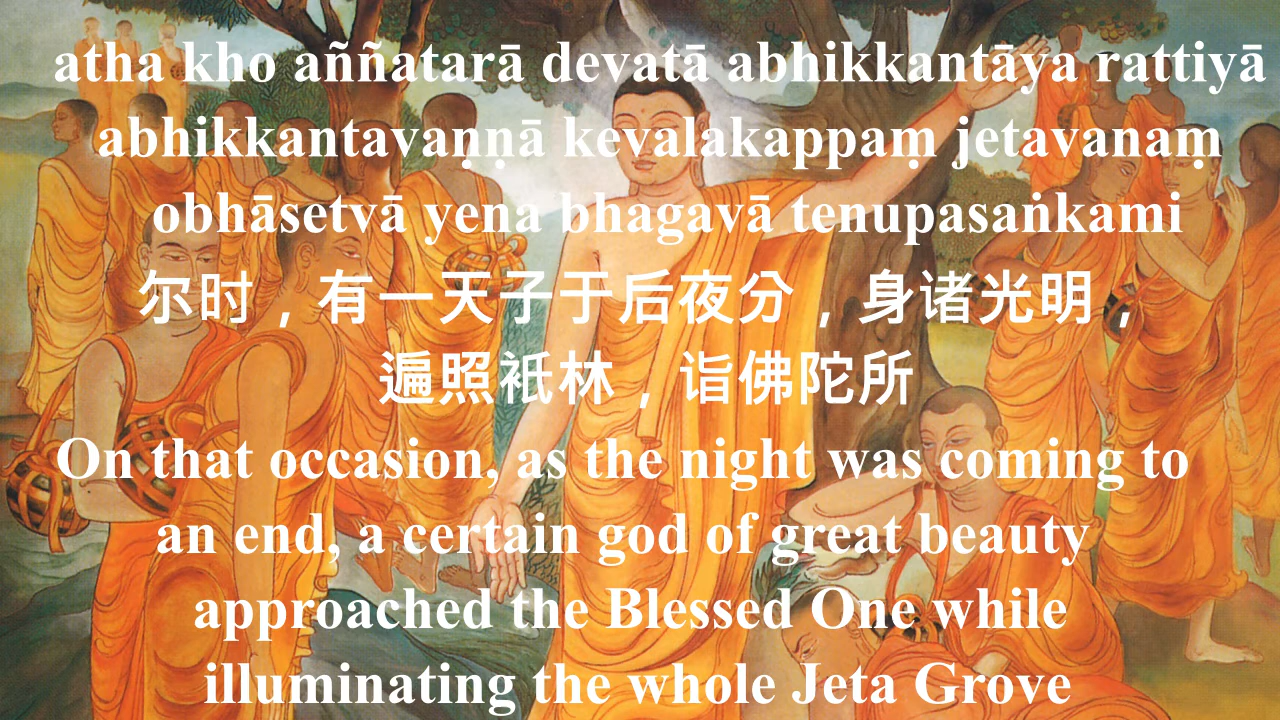 atha kho aññatarā devatā abhikkantāya rattiyā
abhikkantavaṇṇā kevalakappaṃ jetavanaṃ
obhāsetvā yena bhagavā tenupasaṅkami
尔时，有一天子于后夜分，身诸光明，
遍照祇林，诣佛陀所
On that occasion, as the night was coming to
an end, a certain god of great beauty
approached the Blessed One while
illuminating the whole Jeta Grove